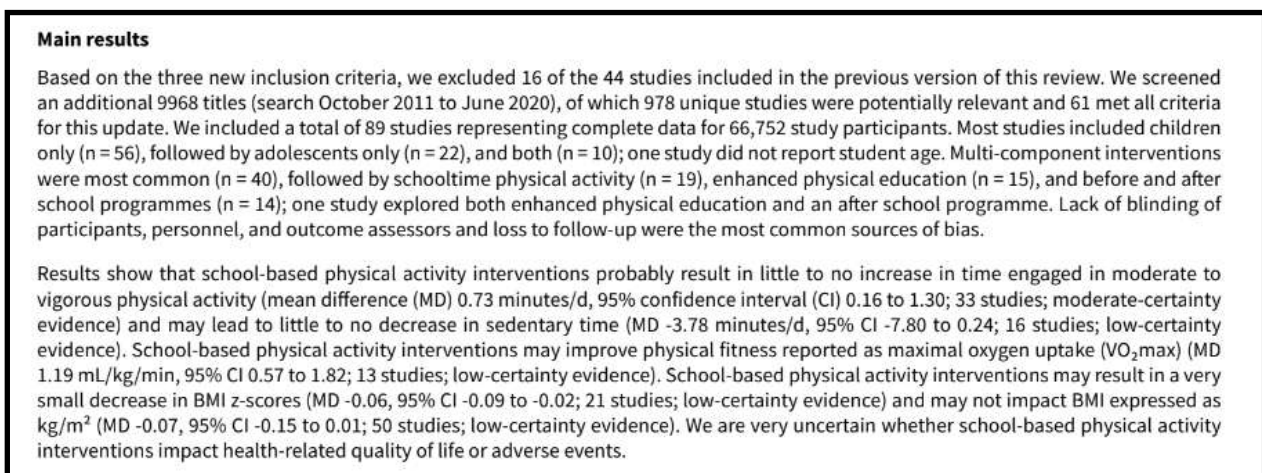 Main results
Based on the three new inclusion criteria, we excluded 16 of the 44 studies included in the previous version of this review. We screened
an additional 9968 titles (search October 2011 to June 2020), of which 978 unique studies were potentially relevant and 61 met all criteria
for this update. We included a total of 89 studies representing complete data for 66,752 study participants. Most studies included children
only (n = 56), followed by adolescents only (n = 22), and both (n = 10); one study did not report student age. Multi-component interventions
were most common (n = 40), followed by schooltime physical activity (n = 19), enhanced physical education (n = 15), and before and after
school programmes (n = 14); one study explored both enhanced physical education and an after school programme. Lack of blinding of
participants, personnel, and outcome assessors and loss to follow-up were the most common sources of bias.
Results show that school-based physical activity interventions probably result in little to no increase in time engaged in moderate to
vigorous physical activity (mean difference (MD) 0.73 minutes/d, 95% confidence interval (CI) 0.16 to 1.30; 33 studies; moderate-certainty
evidence) and may lead to little to no decrease in sedentary time (MD -3.78 minutes/d, 95% CI -7.80 to 0.24; 16 studies; low-certainty
evidence). School-based physical activity interventions may improve physical fitness reported as maximal oxygen uptake (VO₂max) (MD
1.19 mL/kg/min, 95% CI 0.57 to 1.82; 13 studies; low-certainty evidence). School-based physical activity interventions may result in a very
small decrease in BMI z-scores (MD -0.06, 95% CI -0.09 to -0.02; 21 studies; low-certainty evidence) and may not impact BMI expressed as
kg/m² (MD -0.07, 95% CI -0.15 to 0.01; 50 studies; low-certainty evidence). We are very uncertain whether school-based physical activity
interventions impact health-related quality of life or adverse events.